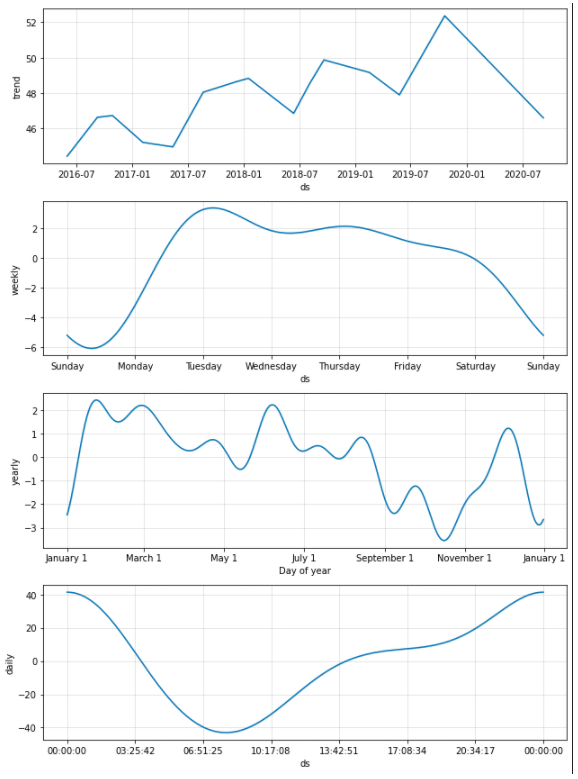 52
50
48
46
trend
2016-07 2017-01 2017-07 2018-01 2018-07 2019-01 2019-07 2020-01 2020-07
ds
2
0
−2
−4
−6
weekly
Sunday Monday Tuesday Wednesday Thursday Friday Saturday Sunday
ds
2
1
0
−1
−2
−3
yearly
January 1 March 1 May 1 July 1 September 1 November 1 January 1
Day of year
40
20
0
−20
−40
daily
00:00:00 03:25:42 06:51:25 10:17:08 13:42:51 17:08:34 20:34:17 00:00:00
ds